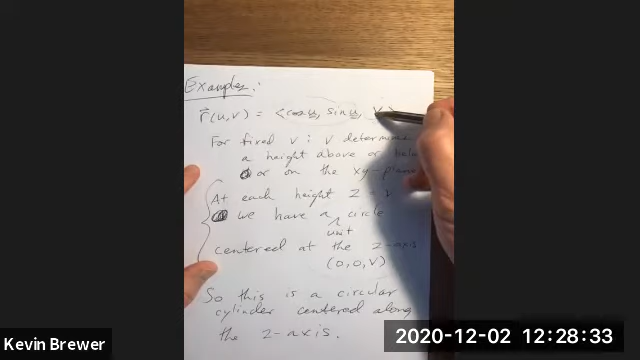 Examples:
r⃗(u,v) = <cos u, sin u, v>
For fixed v : v determines
a height above or below
or on the xy-plane
At each height z = v
we have a circle
unit
centered at the z-axis
(0,0,v)
So this is a circular
cylinder centered along
the z-axis.
Kevin Brewer
2020-12-02 12:28:33